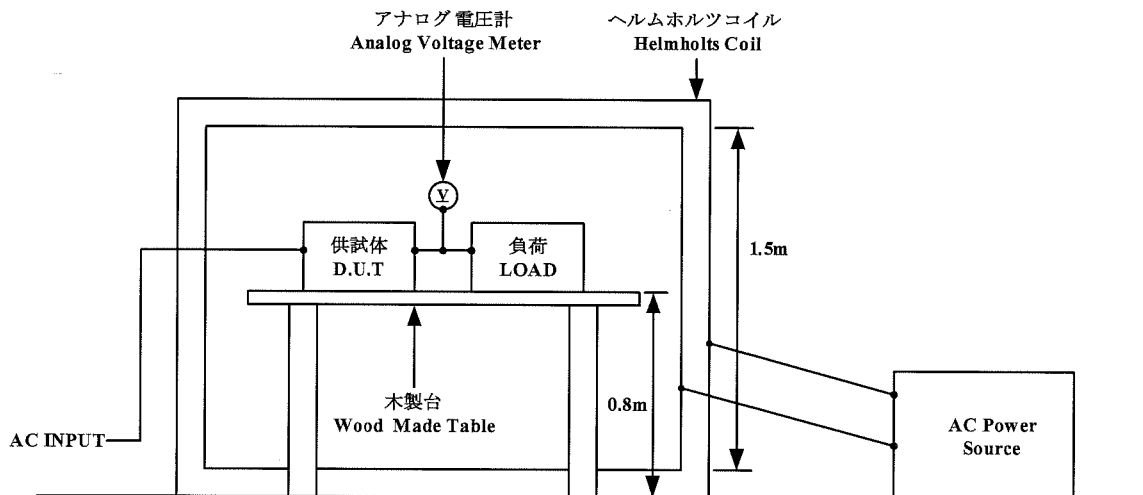 アナログ電圧計
Analog Voltage Meter
ヘルムホルツコイル
Helmholts Coil
V
供試体
D.U.T
負荷
LOAD
1.5m
木製台
Wood Made Table
0.8m
AC INPUT
AC Power
Source